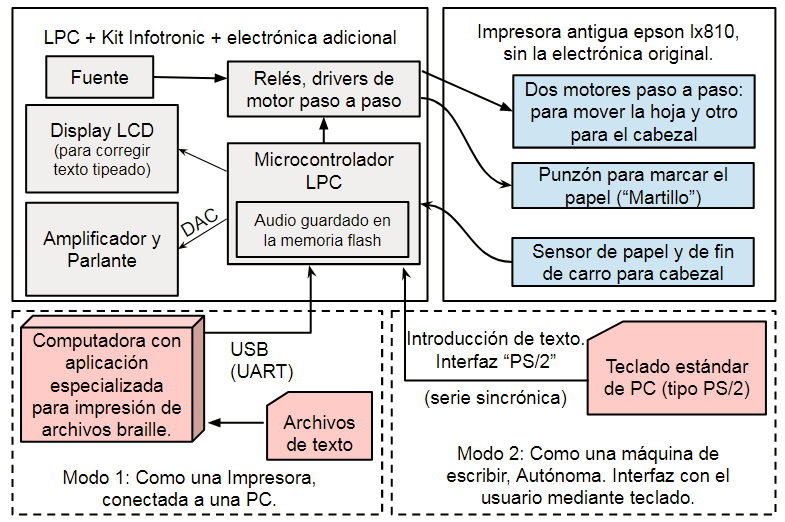 LPC + Kit Infotronic + electrónica adicional
Fuente
Relés, drivers de
motor paso a paso
Display LCD
(para corregir
texto tipeado)
Microcontrolador
LPC
Audio guardado en
la memoria flash
DAC
Amplificador y
Parlante
Impresora antigua epson lx810,
sin la electrónica original.
Dos motores paso a paso:
para mover la hoja y otro
para el cabezal
Punzón para marcar el
papel (“Martillo”)
Sensor de papel y de fin
de carro para cabezal
Computadora con
aplicación
especializada
para impresión de
archivos braille.
USB
(UART)
Archivos
de texto
Modo 1: Como una Impresora,
conectada a una PC.
Introducción de texto.
Interfaz “PS/2”
(serie sincrónica)
Teclado estándar
de PC (tipo PS/2)
Modo 2: Como una máquina de
escribir, Autónoma. Interfaz con el
usuario mediante teclado.